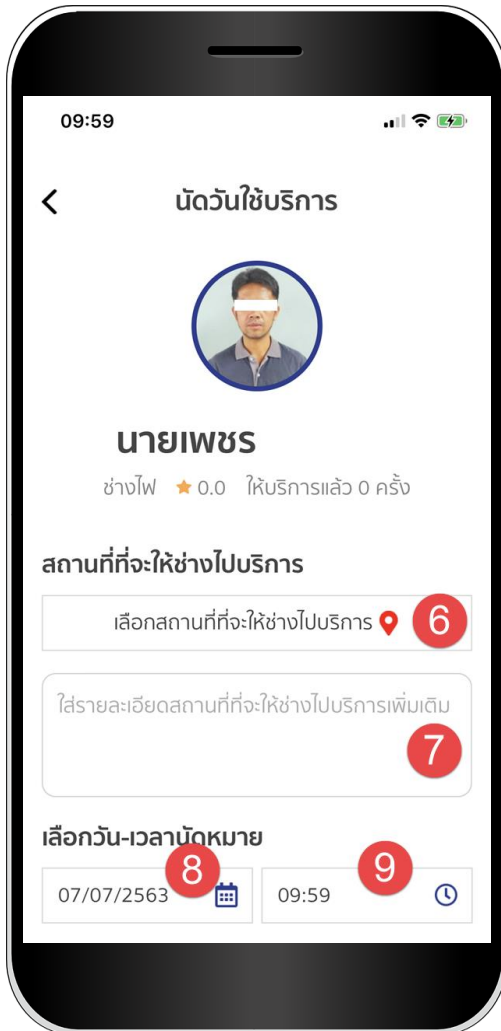 09:59
นัดวันใช้บริการ
นายเพชร
ช่างไฟ 0.0 ให้บริการแล้ว 0 ครั้ง
สถานที่ที่จะให้ช่างไปบริการ
เลือกสถานที่ที่จะให้ช่างไปบริการ 6
ใส่รายละเอียดสถานที่ที่จะให้ช่างไปบริการเพิ่มเติม
7
เลือกวัน-เวลานัดหมาย
8 9
07/07/2563 09:59